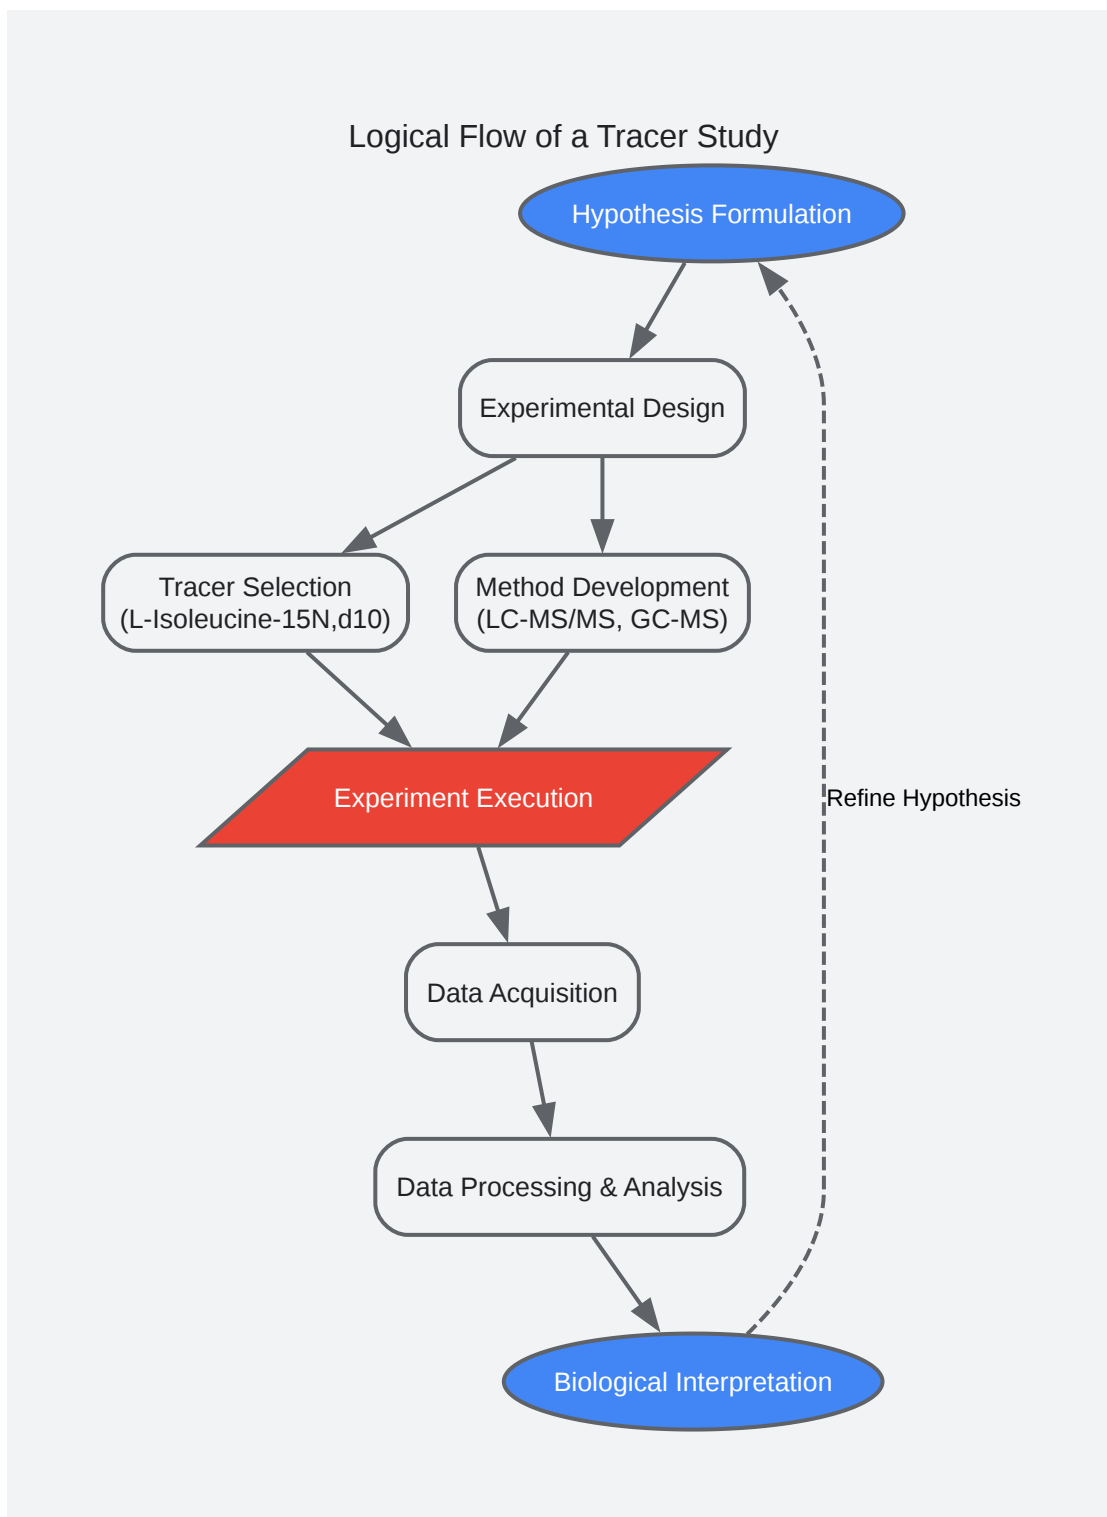 Logical Flow of a Tracer Study
Hypothesis Formulation
Experimental Design
Tracer Selection
(L-Isoleucine-15N,d10)
Method Development
(LC-MS/MS, GC-MS)
Experiment Execution
Refine Hypothesis
Data Acquisition
Data Processing & Analysis
Biological Interpretation